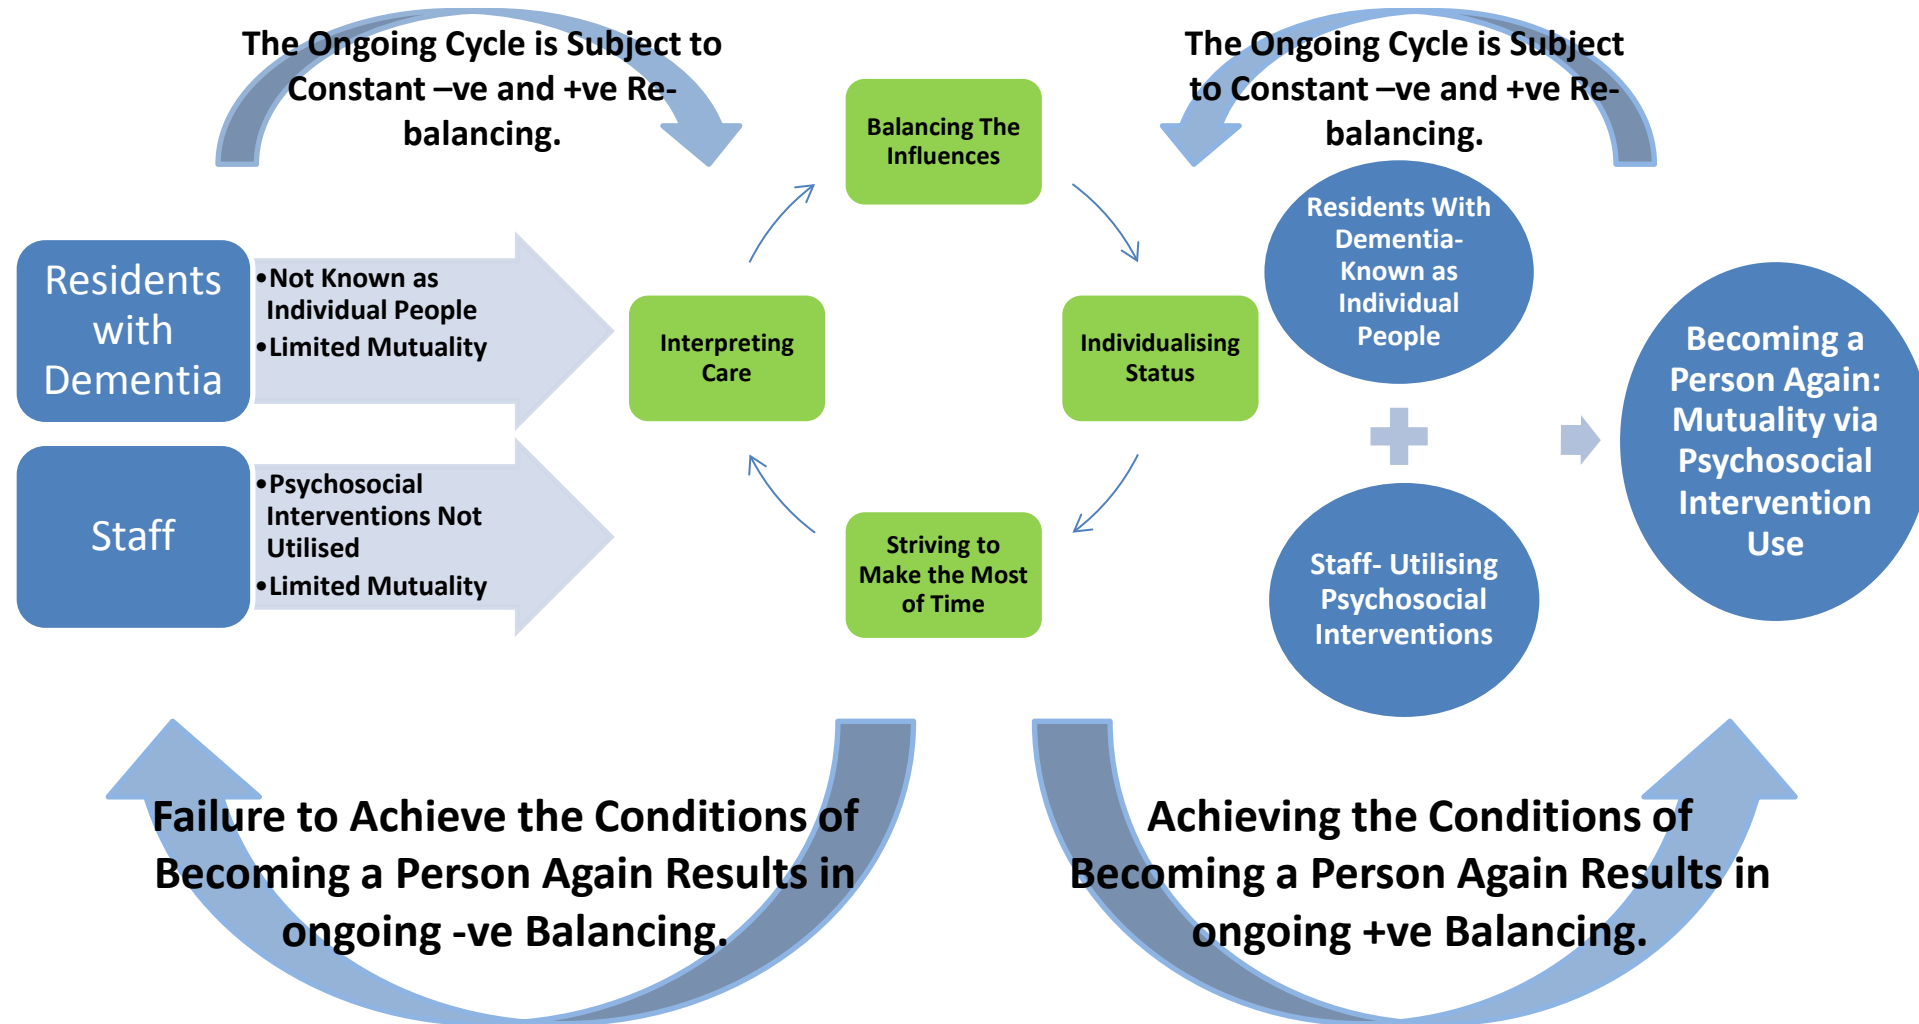 The Ongoing Cycle is Subject to
Constant –ve and +ve Re-
balancing.
The Ongoing Cycle is Subject
to Constant –ve and +ve Re-
balancing.
Balancing The
Influences
Residents
with
Dementia
•Not Known as
Individual People
•Limited Mutuality
Interpreting
Care
Individualising
Status
Residents With
Dementia-
Known as
Individual
People
Becoming a
Person Again:
Mutuality via
Psychosocial
Intervention
Use
Staff
•Psychosocial
Interventions Not
Utilised
•Limited Mutuality
Striving to
Make the Most
of Time
Staff- Utilising
Psychosocial
Interventions
Failure to Achieve the Conditions of
Becoming a Person Again Results in
ongoing -ve Balancing.
Achieving the Conditions of
Becoming a Person Again Results in
ongoing +ve Balancing.